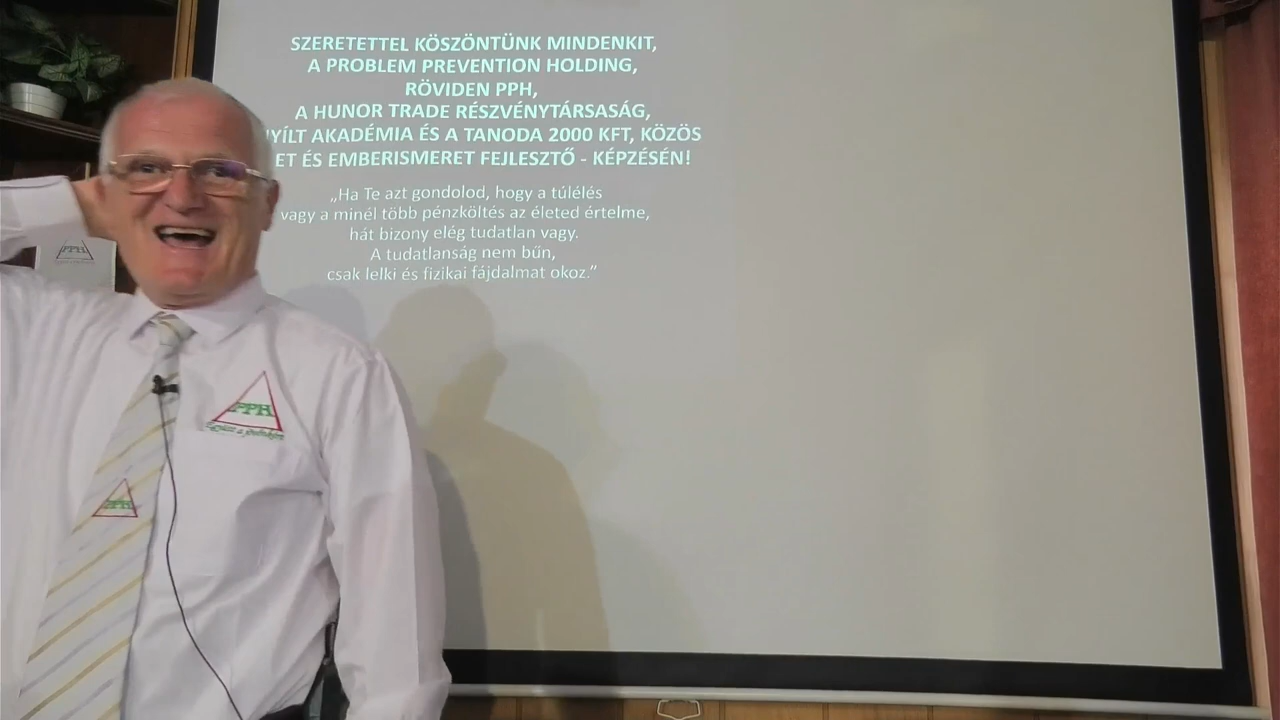 SZERETETTEL KÖSZÖNTÜNK MINDENKIT,
A PROBLEM PREVENTION HOLDING,
RÖVIDEN PPH,
A HUNOR TRADE RÉSZVÉNYTÁRSASÁG,
AKADÉMIA ÉS A TANODA 2000 KFT, KÖZÖS
ÉS EMBERISMERET FEJLESZTŐ - KÉPZÉSÉN!
„Ha Te azt gondolod, hogy a túlélés
vagy a minél több pénzköltés az életed értelme,
hát bizony elég tudatlan vagy.
A tudatlanság nem bűn,
csak lelki és fizikai fájdalmat okoz.”
PPH
PPH
PPH